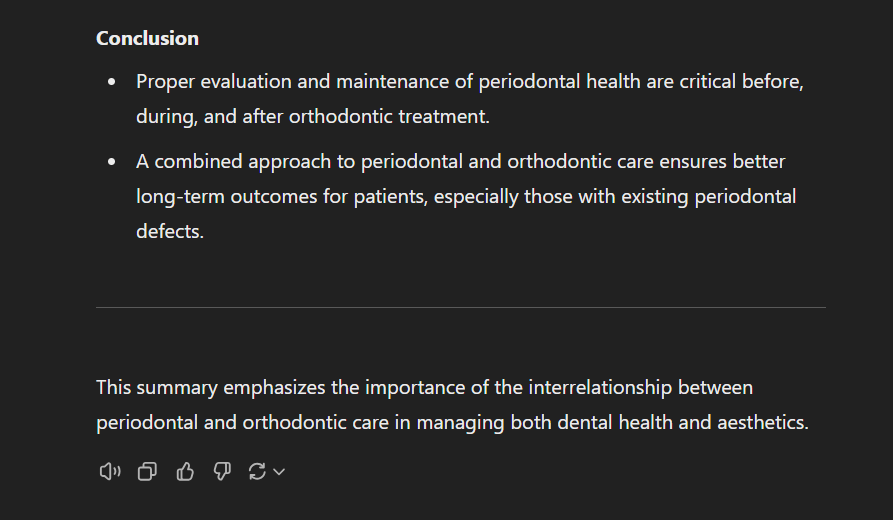 Conclusion
• Proper evaluation and maintenance of periodontal health are critical before,
during, and after orthodontic treatment.
• A combined approach to periodontal and orthodontic care ensures better
long-term outcomes for patients, especially those with existing periodontal
defects.
This summary emphasizes the importance of the interrelationship between
periodontal and orthodontic care in managing both dental health and aesthetics.